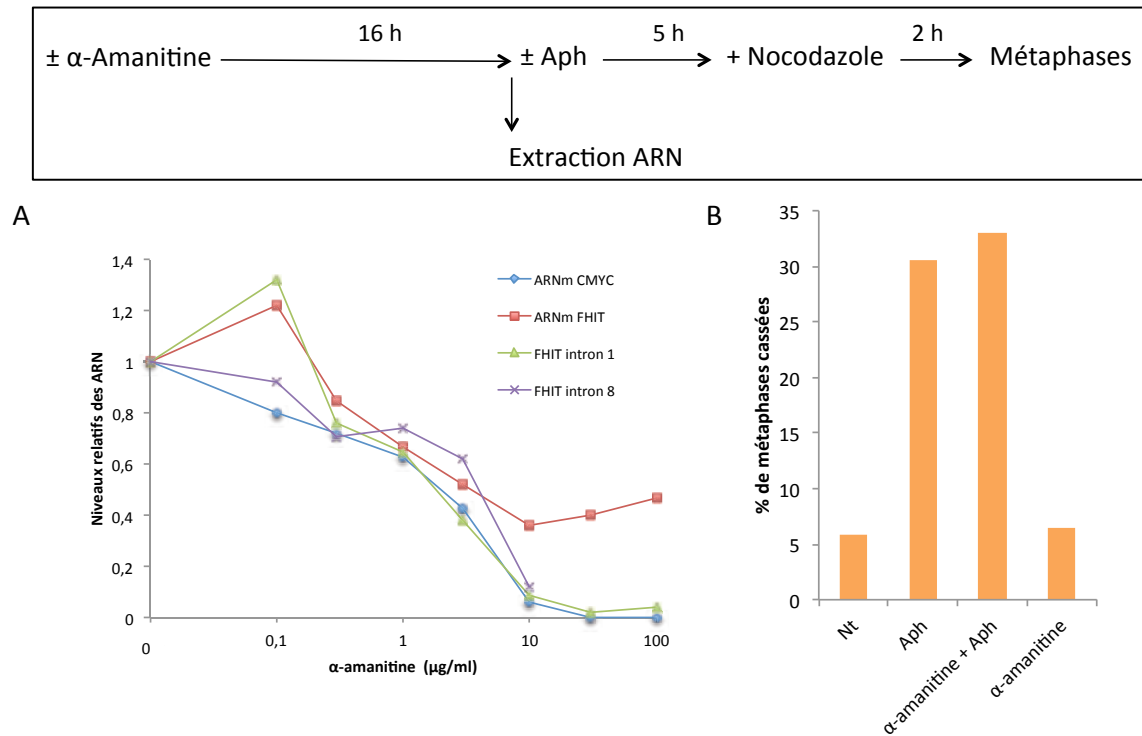 16 h 5 h 2 h
± α-Amanitine ± Aph + Nocodazole Métaphases
Extraction ARN
A
Niveaux relatifs des ARN
1,4
1,2
1
0,8
0,6
0,4
0,2
0
ARNm CMYC
ARNm FHIT
FHIT intron 1
FHIT intron 8
0 0,1 1 10 100
α-amanitine (µg/ml)
B
% de métaphases cassées
35
30
25
20
15
10
5
0
Nt
Aph
α-amanitine + Aph
α-amanitine